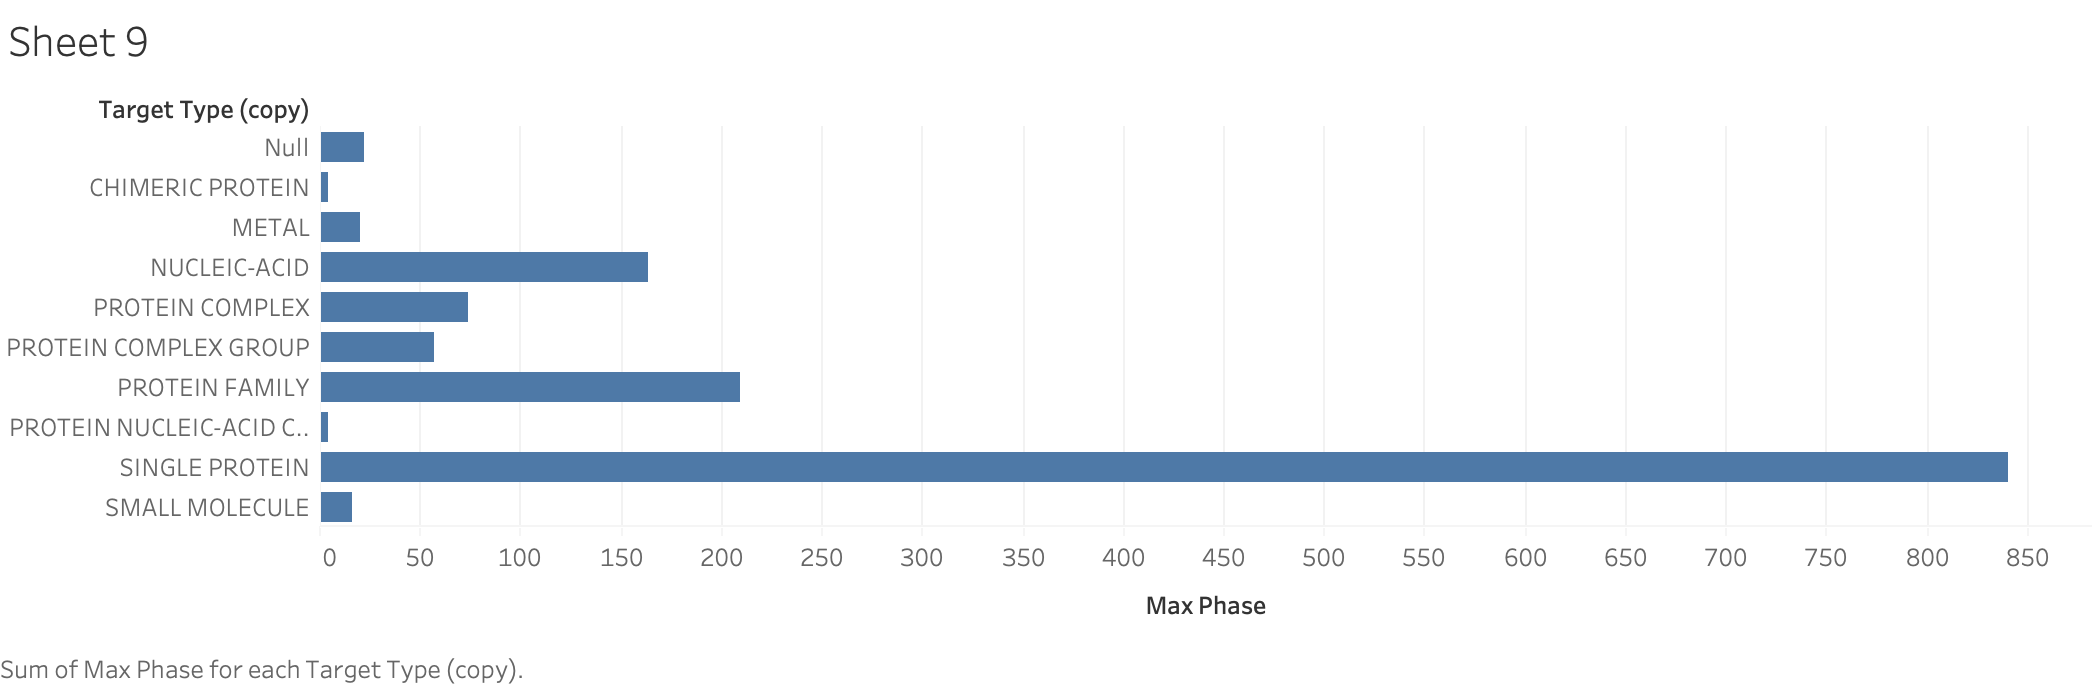 Sheet 9
Target Type (copy)
Null
CHIMERIC PROTEIN
METAL
NUCLEIC-ACID
PROTEIN COMPLEX
PROTEIN COMPLEX GROUP
PROTEIN FAMILY
PROTEIN NUCLEIC-ACID C..
SINGLE PROTEIN
SMALL MOLECULE
0 50 100 150 200 250 300 350 400 450 500 550 600 650 700 750 800 850
Max Phase
Sum of Max Phase for each Target Type (copy).